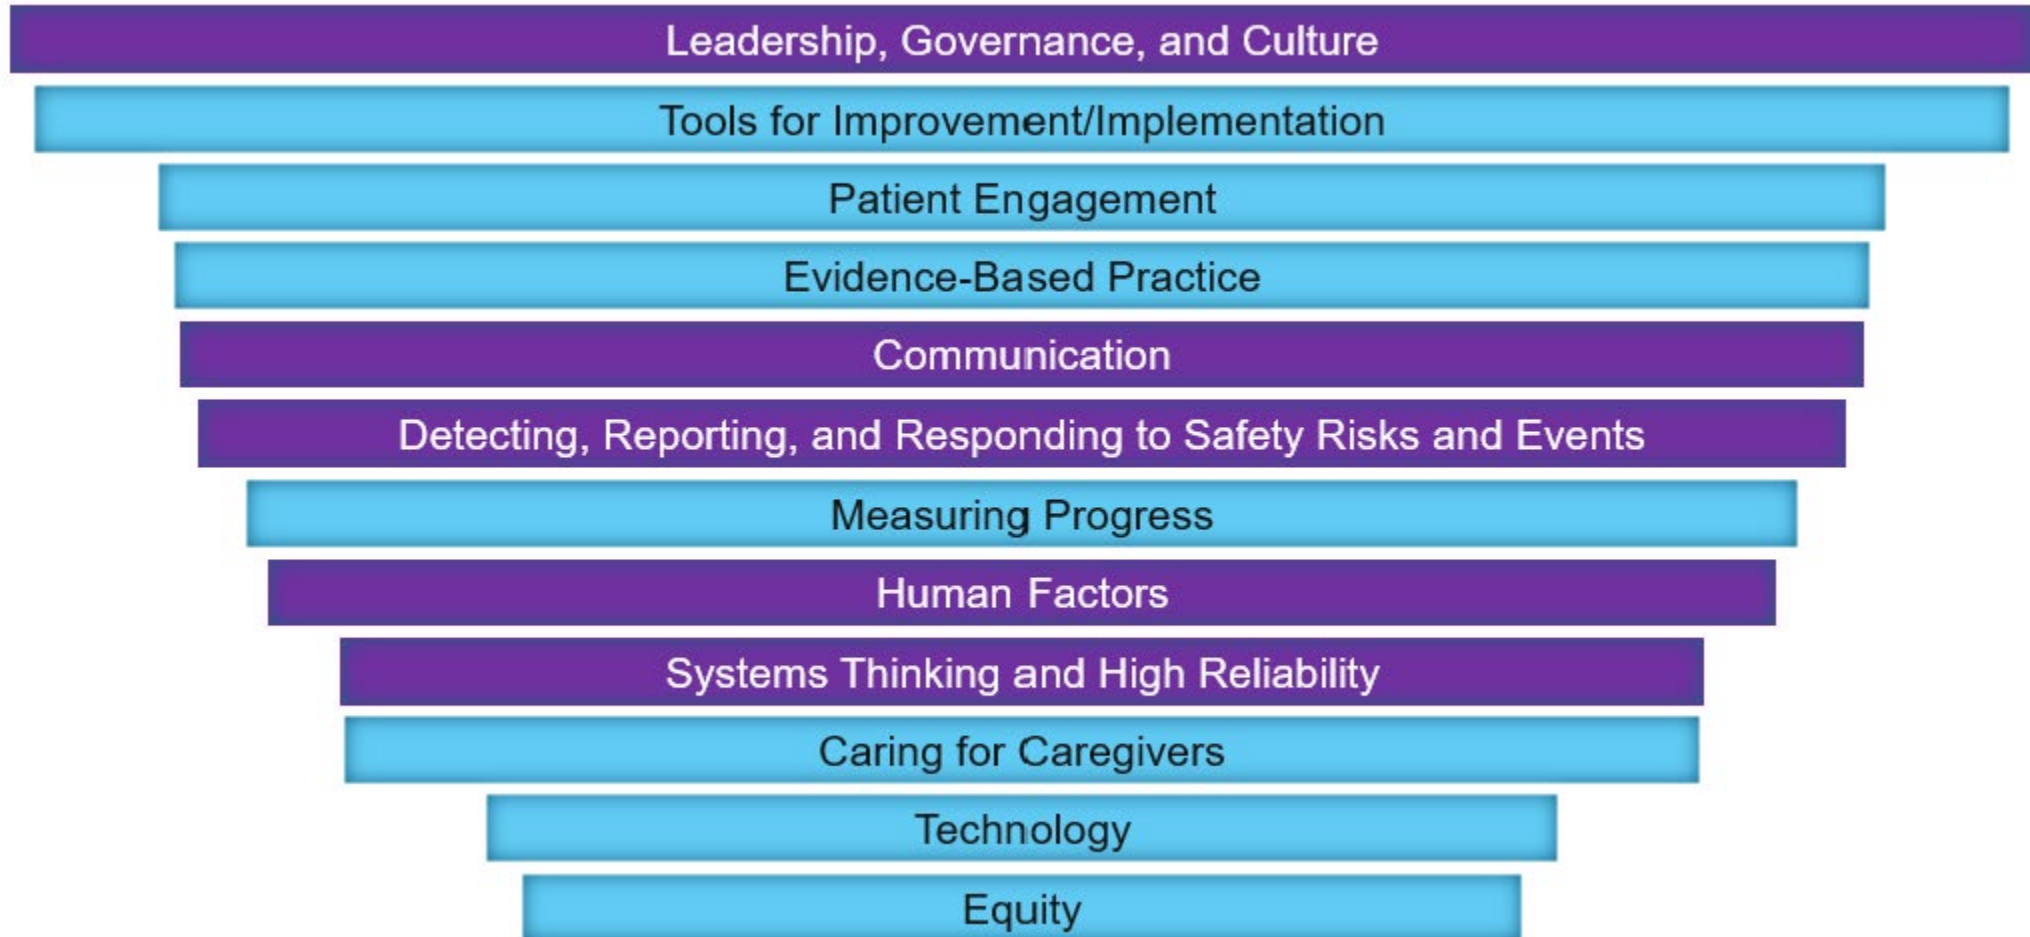 Leadership, Governance, and Culture
Tools for Improvement/Implementation
Patient Engagement
Evidence-Based Practice
Communication
Detecting, Reporting, and Responding to Safety Risks and Events
Measuring Progress
Human Factors
Systems Thinking and High Reliability
Caring for Caregivers
Technology
Equity